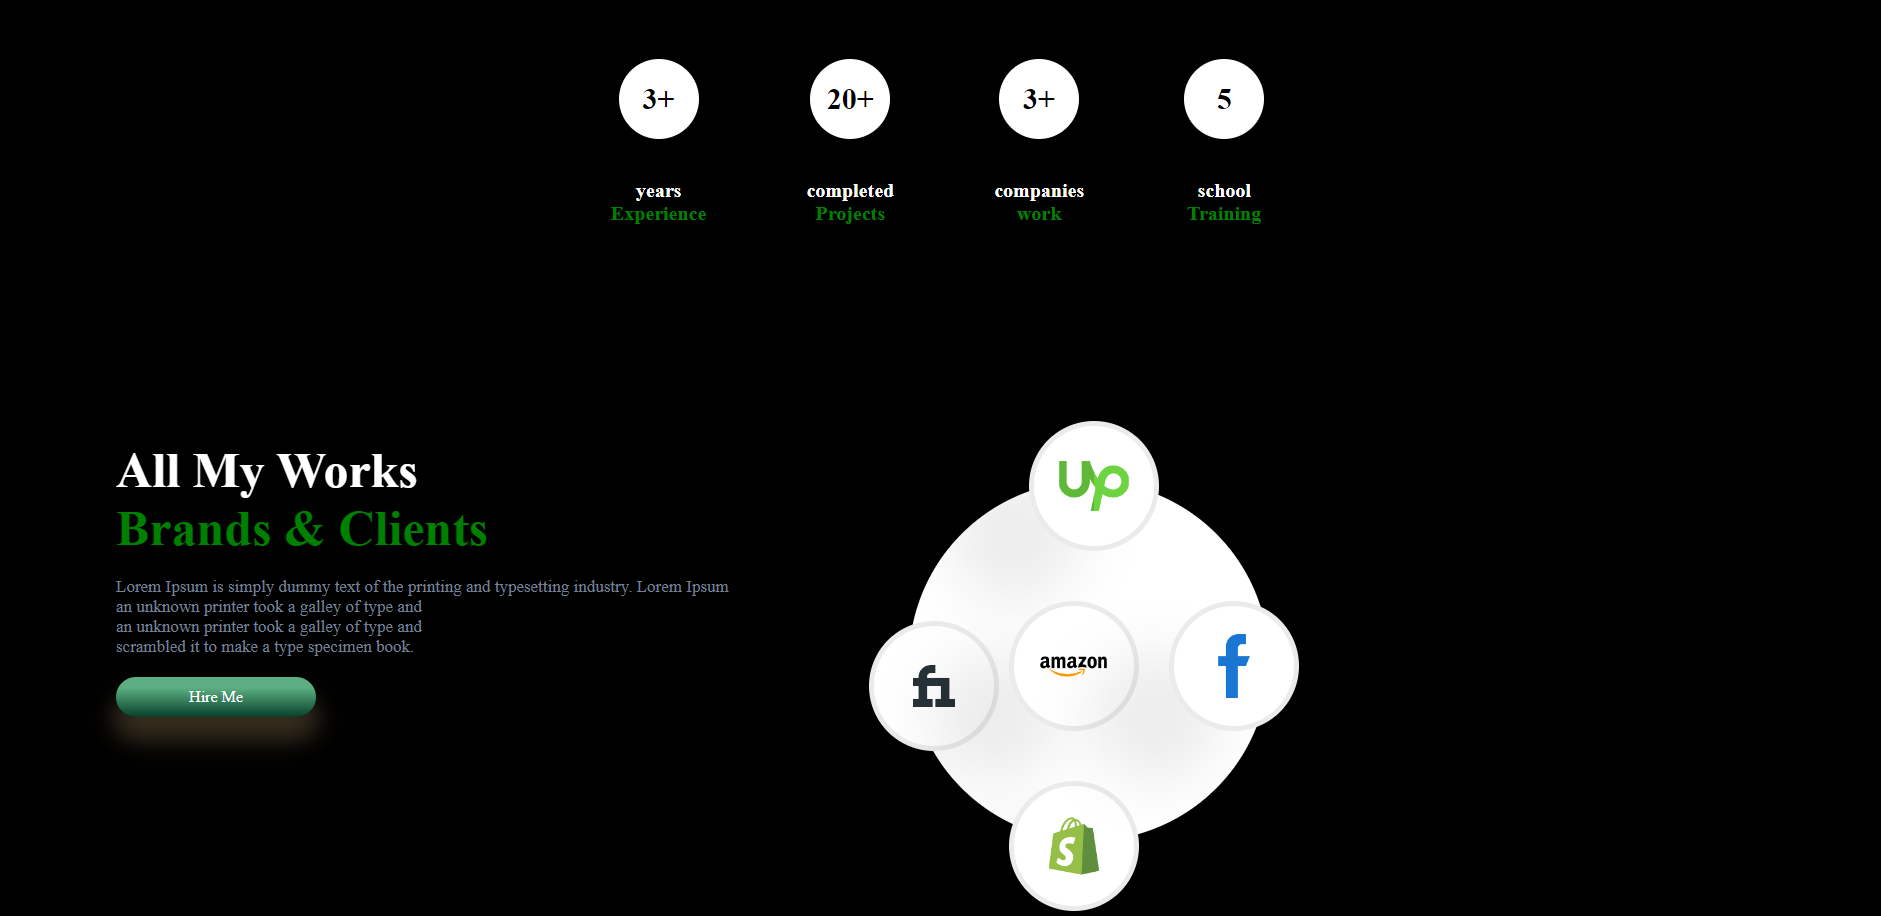 3+
20+
3+
5
years
Experience
completed
Projects
companies
work
school
Training
All My Works
Brands & Clients
Lorem Ipsum is simply dummy text of the printing and typesetting industry. Lorem Ipsum
an unknown printer took a galley of type and
an unknown printer took a galley of type and
scrambled it to make a type specimen book.
Hire Me
up
fi
amazon
f
S